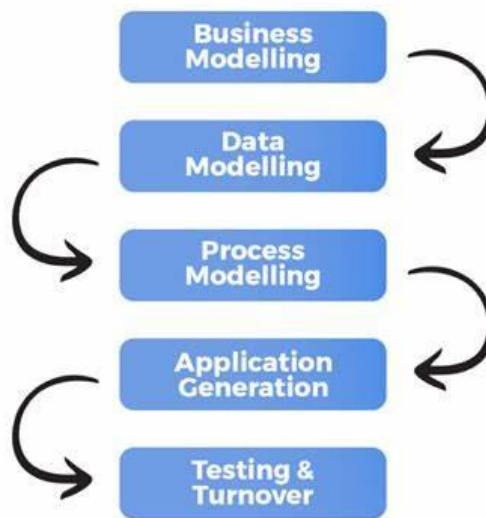 Business
Modelling
Data
Modelling
Process
Modelling
Application
Generation
Testing &
Turnover